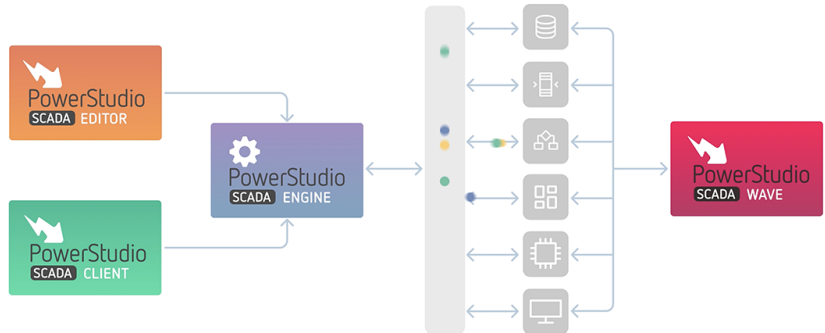 PowerStudio
SCADA EDITOR
PowerStudio
SCADA ENGINE
PowerStudio
SCADA WAVE
PowerStudio
SCADA CLIENT